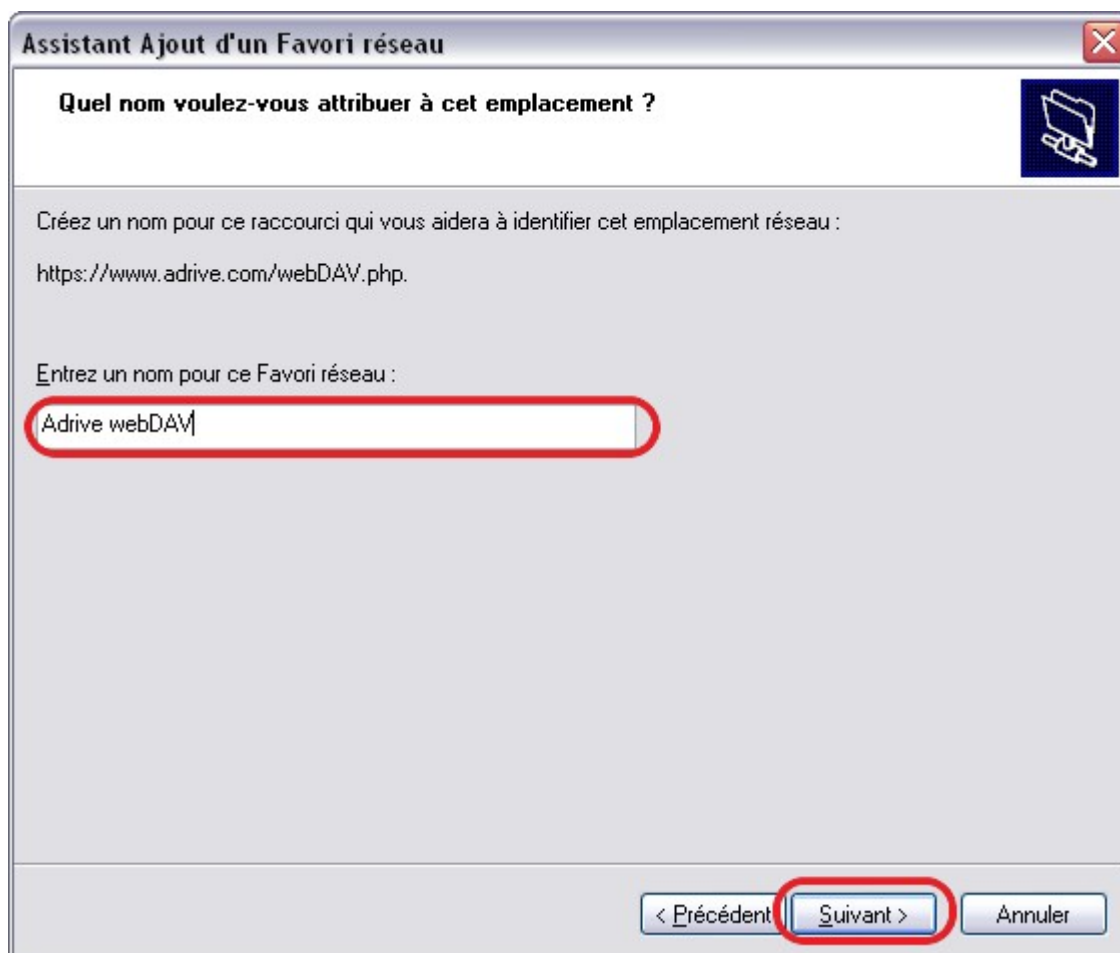 Assistant Ajout d'un Favori réseau
Quel nom voulez-vous attribuer à cet emplacement ?
Créez un nom pour ce raccourci qui vous aidera à identifier cet emplacement réseau :
https://www.adrive.com/webDAV.php.
Entrez un nom pour ce Favori réseau :
Adrive webDAV
< Précédent Suivant > Annuler